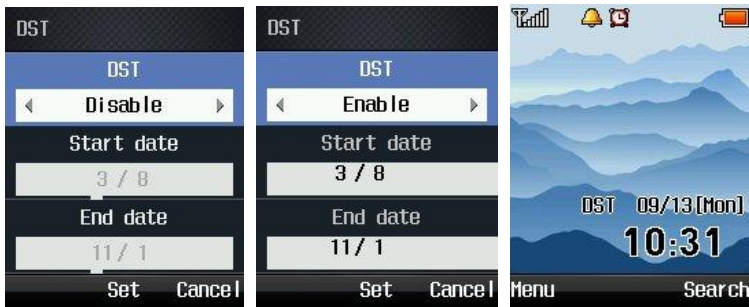 DST
DST
Disable
Start date
3 / 8
End date
11/ 1
Set Cancel
DST
DST
Enable
Start date
3 / 8
End date
11/ 1
Set Cancel
DST 09/13[Mon]
10:31
Menu Search